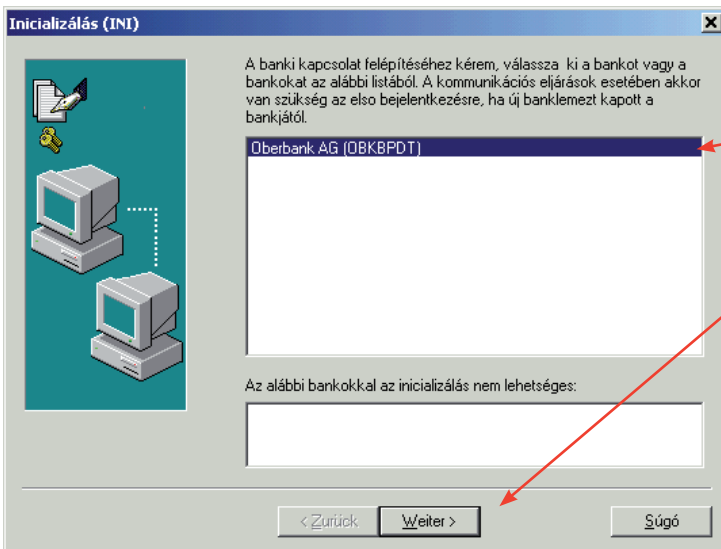 Inicializálás (INI)
A banki kapcsolat felépítéséhez kérem, válassza ki a bankot vagy a
bankokat az alábbi listából. A kommunikációs eljárások esetében akkor
van szükség az elso bejelentkezésre, ha új banklemezt kapott a
bankjától.
Oberbank AG (OBKBPDT)
Az alábbi bankokkal az inicializálás nem lehetséges:
< Zurück
Weiter >
Súgó